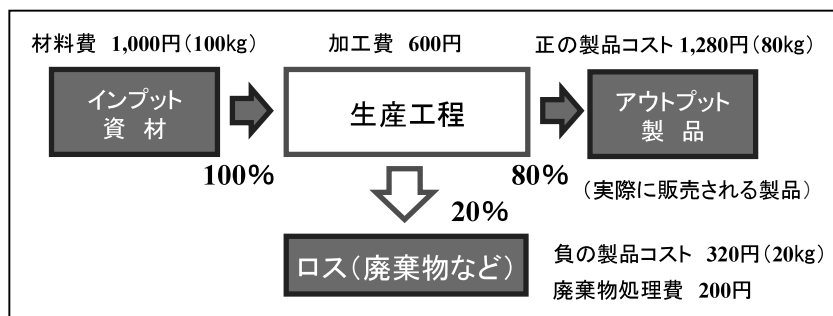 材料費 1,000円(100kg)
加工費 600円
正の製品コスト 1,280円(80kg)
インプット
資 材
生産工程
アウトプット
製 品
100%
80%
20%
(実際に販売される製品)
ロス(廃棄物など)
負の製品コスト 320円(20kg)
廃棄物処理費 200円